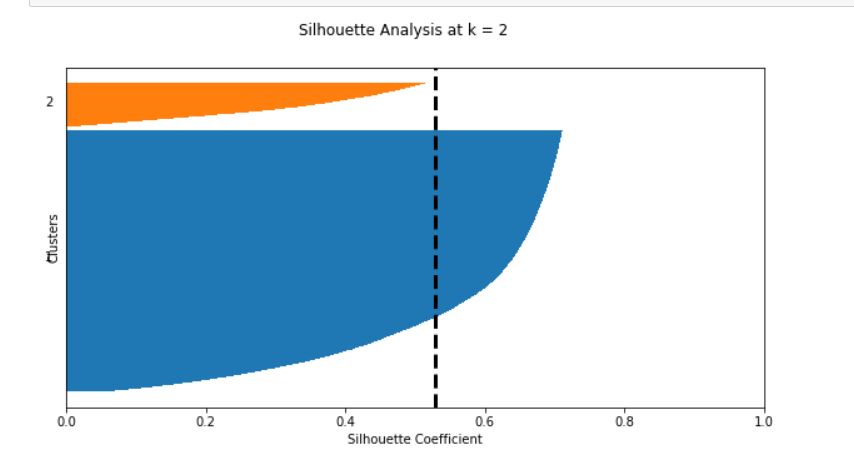 Silhouette Analysis at k = 2
2
1
Clusters
0.0 0.2 0.4 0.6 0.8 1.0
Silhouette Coefficient